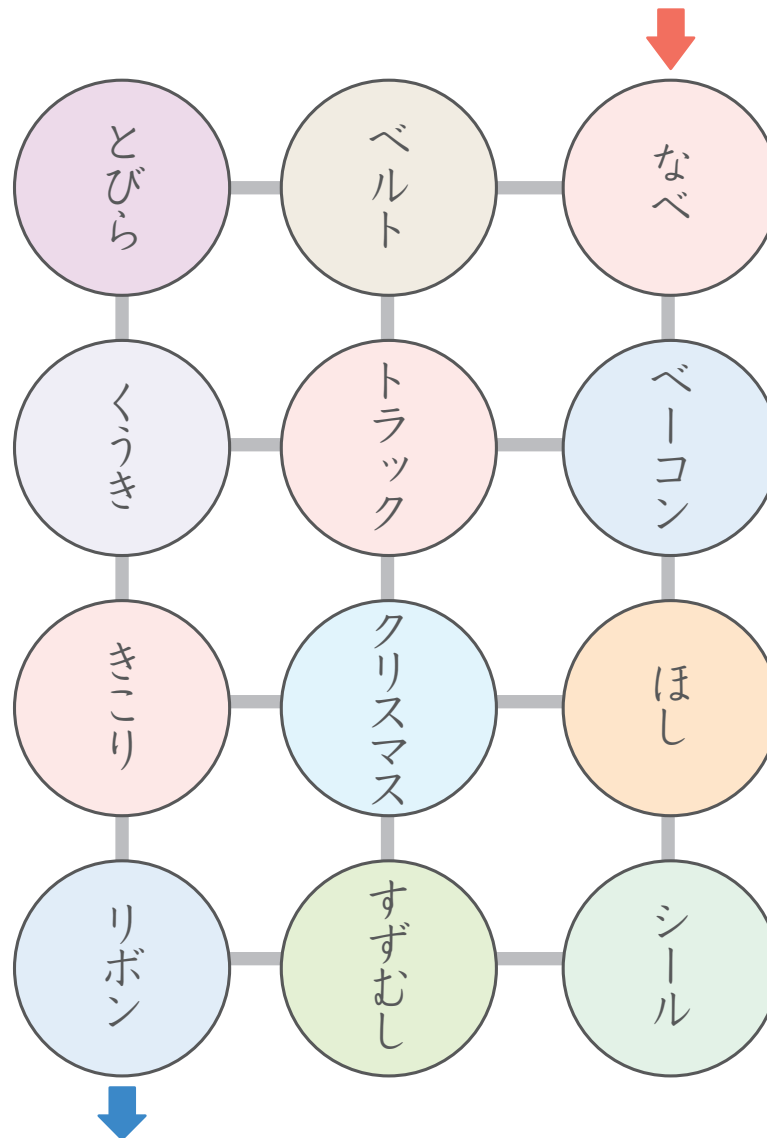 なべ
ベルト
とびら
ベーコン
トラック
くうき
ほし
クリスマス
きこり
シール
すずむし
リボン